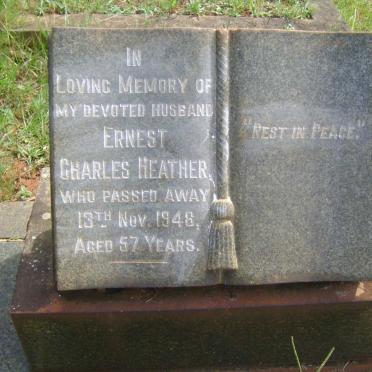 IN
LOVING MEMORY OF
MY DEVOTED HUSBAND
ERNEST
CHARLES HEATHER,
WHO PASSED AWAY
13TH NOV. 1948,
AGED 57 YEARS.
"REST IN PEACE."